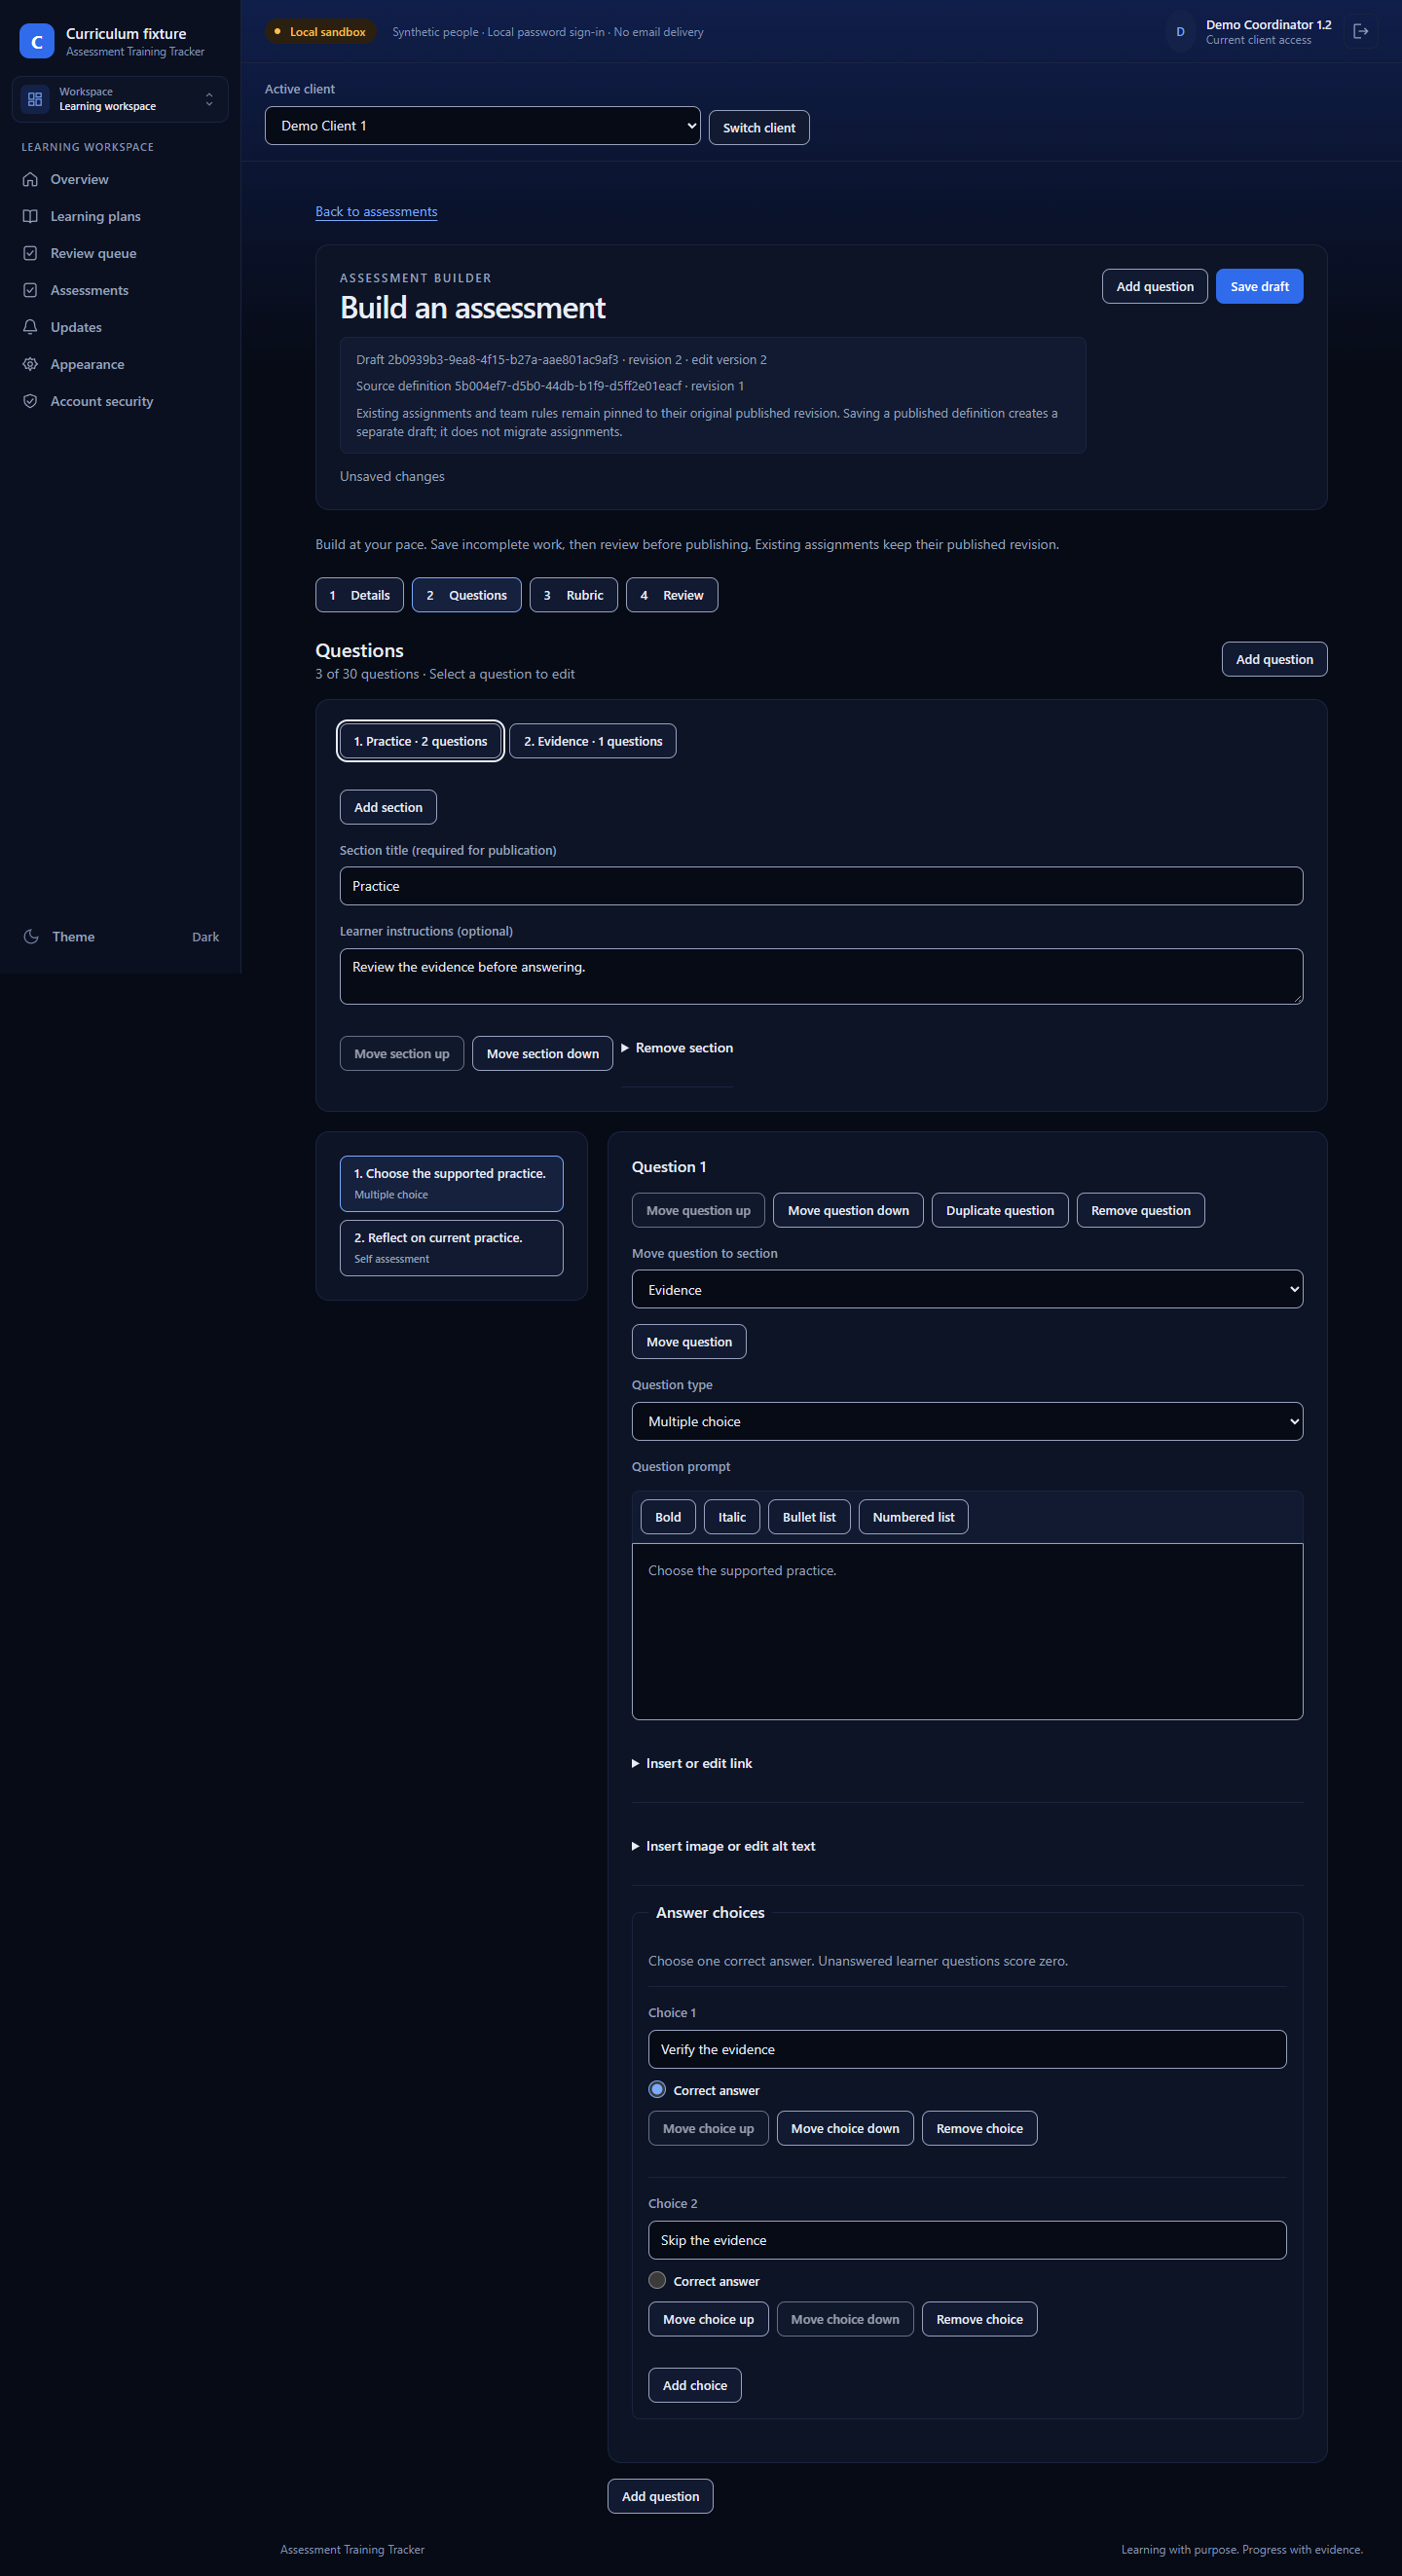 C
Curriculum fixture
Assessment Training Tracker
Workspace
Learning workspace
LEARNING WORKSPACE
Overview
Learning plans
Review queue
Assessments
Updates
Appearance
Account security
Theme
Dark
Local sandbox
Synthetic people · Local password sign-in · No email delivery
D
Demo Coordinator 1.2
Current client access
Active client
Demo Client 1
Switch client
Back to assessments
ASSESSMENT BUILDER
Build an assessment
Add question
Save draft
Draft 2b0939b3-9ea8-4f15-b27a-aae801ac9af3 · revision 2 · edit version 2
Source definition 5b004ef7-d5b0-44db-b1f9-d5ff2e01eacf · revision 1
Existing assignments and team rules remain pinned to their original published revision. Saving a published definition creates a
separate draft; it does not migrate assignments.
Unsaved changes
Build at your pace. Save incomplete work, then review before publishing. Existing assignments keep their published revision.
1 Details
2 Questions
3 Rubric
4 Review
Questions
3 of 30 questions · Select a question to edit
Add question
1. Practice · 2 questions
2. Evidence · 1 questions
Add section
Section title (required for publication)
Practice
Learner instructions (optional)
Review the evidence before answering.
Move section up
Move section down
Remove section
1. Choose the supported practice.
Multiple choice
2. Reflect on current practice.
Self assessment
Question 1
Move question up
Move question down
Duplicate question
Remove question
Move question to section
Evidence
Move question
Question type
Multiple choice
Question prompt
Bold
Italic
Bullet list
Numbered list
Choose the supported practice.
Insert or edit link
Insert image or edit alt text
Answer choices
Choose one correct answer. Unanswered learner questions score zero.
Choice 1
Verify the evidence
Correct answer
Move choice up
Move choice down
Remove choice
Choice 2
Skip the evidence
Correct answer
Move choice up
Move choice down
Remove choice
Add choice
Add question
Assessment Training Tracker
Learning with purpose. Progress with evidence.